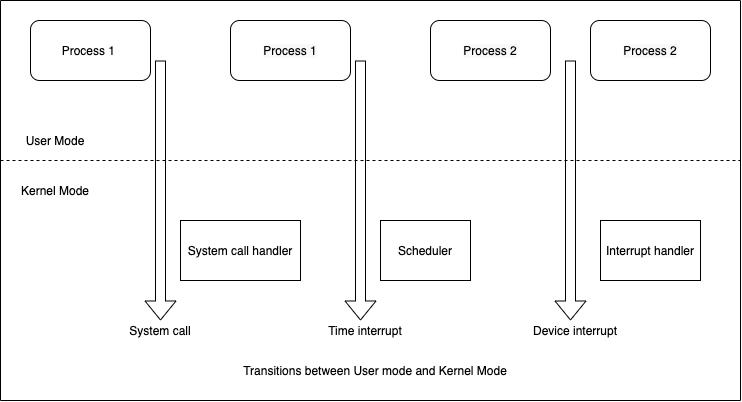 Process 1
Process 1
Process 2
Process 2
User Mode
Kernel Mode
System call handler
Scheduler
Interrupt handler
System call
Time interrupt
Device interrupt
Transitions between User mode and Kernel Mode